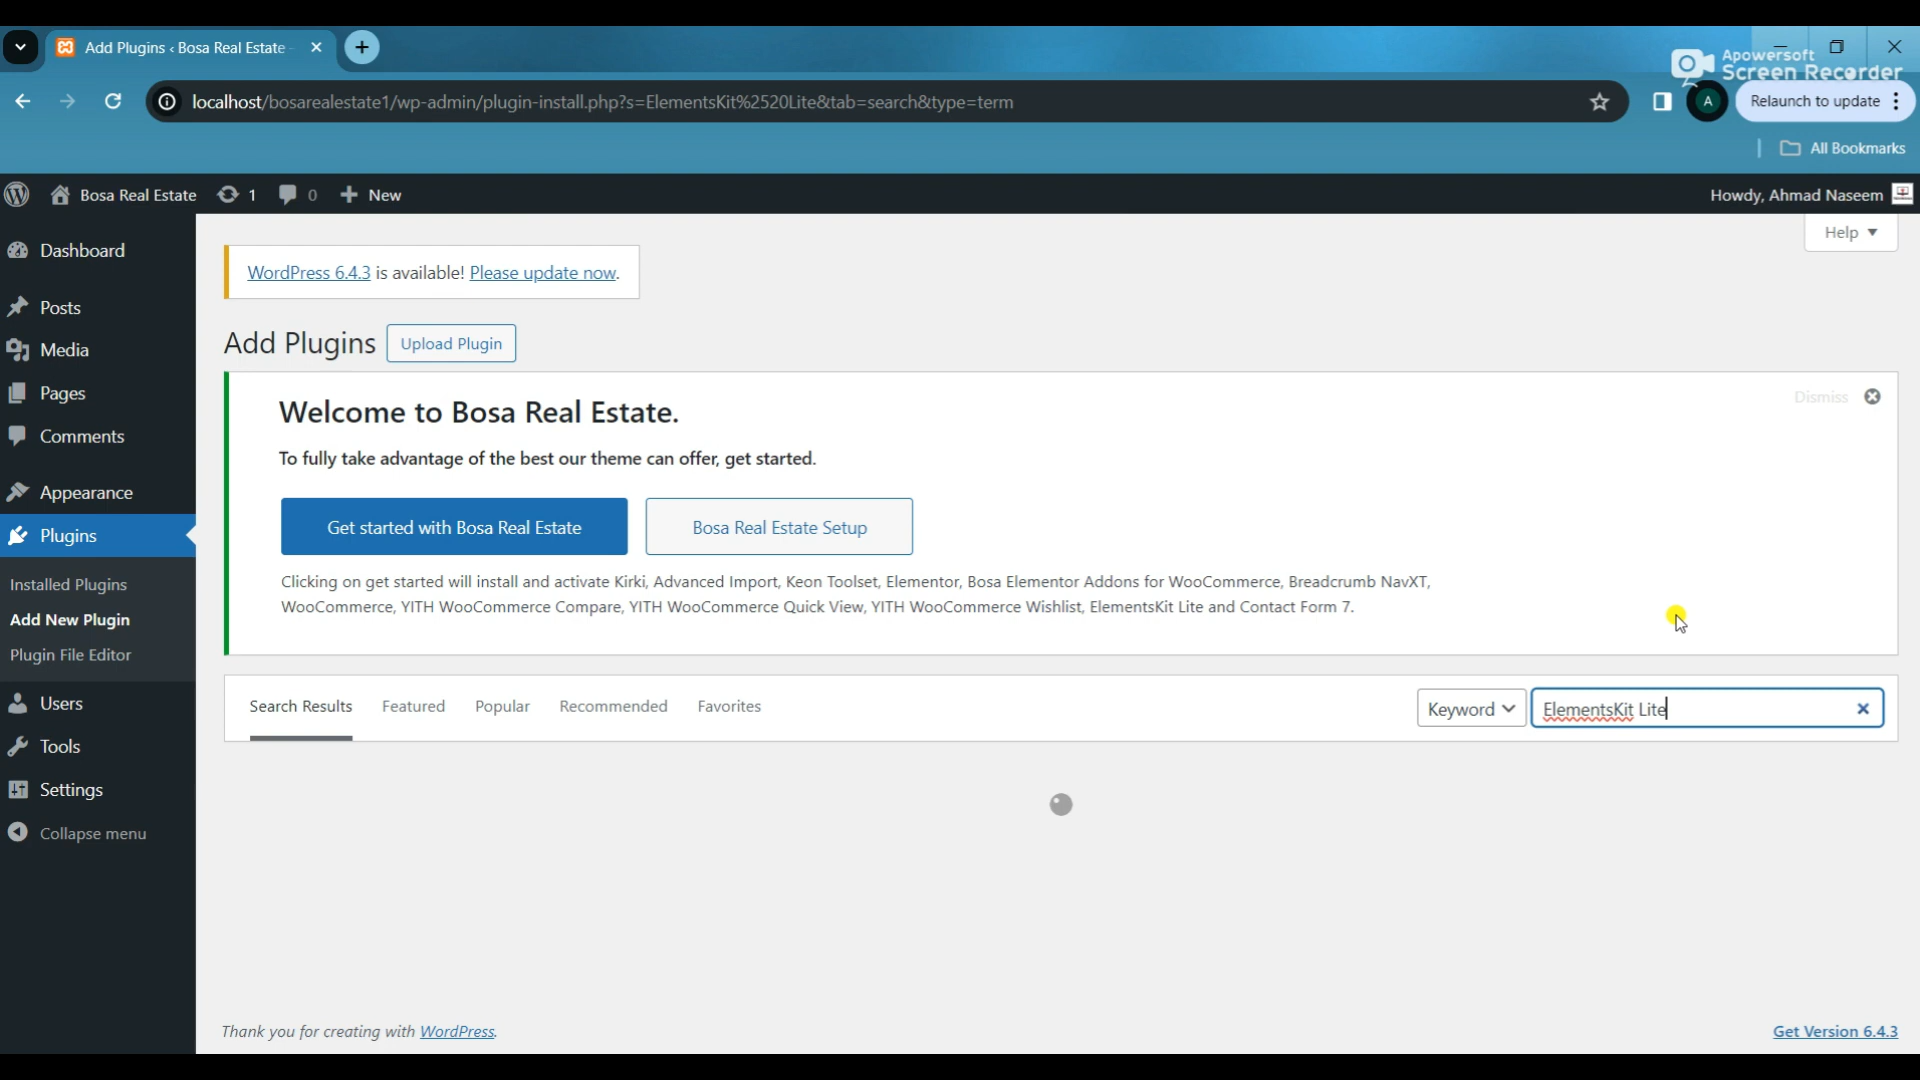 Add Plugins ‹ Bosa Real Estate
Apowersoft
Screen Recorder
localhost/bosarealestate1/wp-admin/plugin-install.php?s=ElementsKit%2520Lite&tab=search&type=term
A
Relaunch to update
All Bookmarks
Bosa Real Estate
1
0
New
Howdy, Ahmad Naseem
Help
Dashboard
Posts
Media
Pages
Comments
Appearance
Plugins
Installed Plugins
Add New Plugin
Plugin File Editor
Users
Tools
Settings
Collapse menu
WordPress 6.4.3 is available! Please update now.
Add Plugins
Upload Plugin
Welcome to Bosa Real Estate.
Dismiss
To fully take advantage of the best our theme can offer, get started.
Get started with Bosa Real Estate
Bosa Real Estate Setup
Clicking on get started will install and activate Kirki, Advanced Import, Keon Toolset, Elementor, Bosa Elementor Addons for WooCommerce, Breadcrumb NavXT,
WooCommerce, YITH WooCommerce Compare, YITH WooCommerce Quick View, YITH WooCommerce Wishlist, ElementsKit Lite and Contact Form 7.
Search Results
Featured
Popular
Recommended
Favorites
Keyword
ElementsKit Lite
Thank you for creating with WordPress.
Get Version 6.4.3